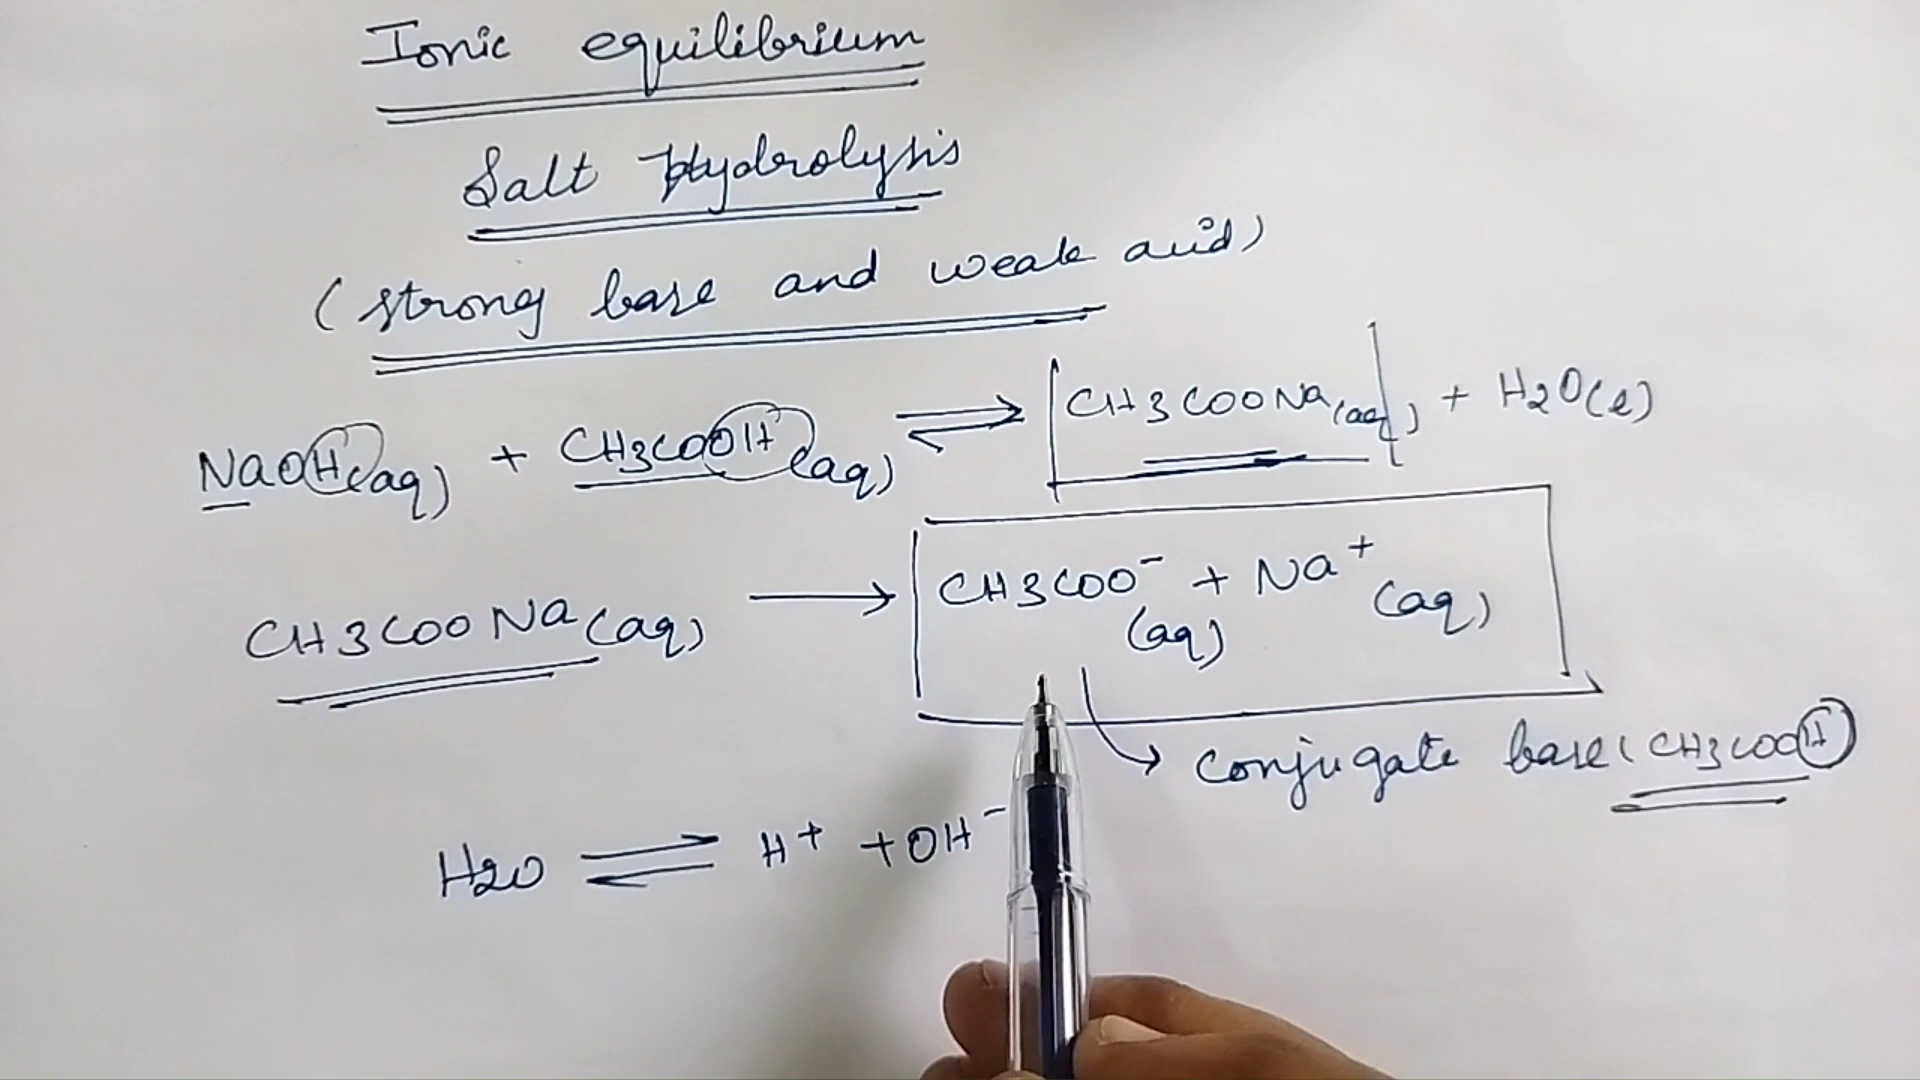 Ionic equilibrium
Salt Hydrolysis
(strong base and weak acid)
NaOH(aq) + CH3COOH(aq) ⇌ CH3COONa(aq) + H2O(l)
CH3COONa(aq) → CH3COO⁻(aq) + Na⁺(aq)
conjugate base (CH3COOH)
H2O ⇌ H⁺ + OH⁻